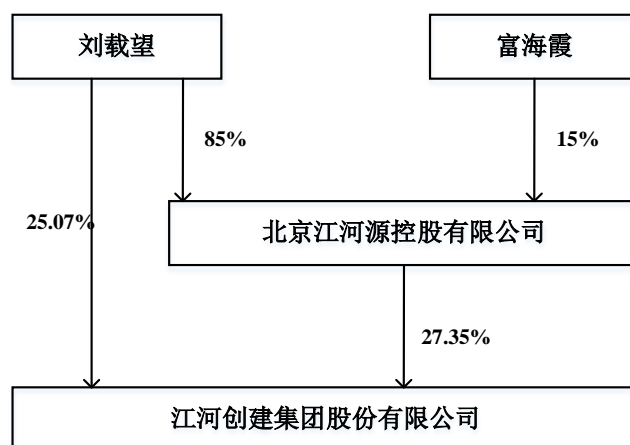 刘载望
富海霞
85%
15%
25.07%
北京江河源控股有限公司
27.35%
江河创建集团股份有限公司